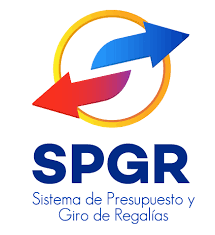 SPGR
Sistema de Presupuesto y
Giro de Regalías